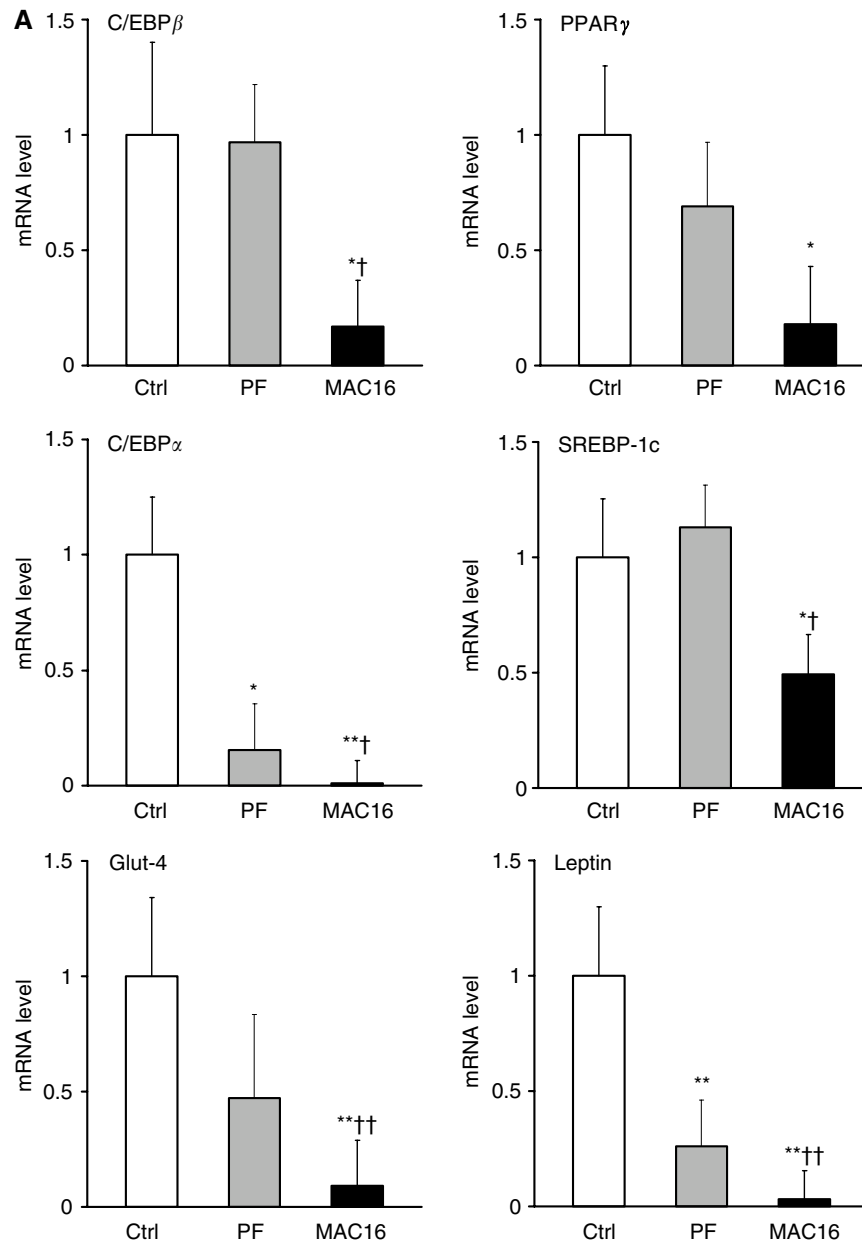 A
C/EBPβ
1.5
1
0.5
0
mRNA level
*†
Ctrl PF MAC16
PPARγ
1.5
1
0.5
0
mRNA level
*
Ctrl PF MAC16
C/EBPα
1.5
1
0.5
0
mRNA level
*
**†
Ctrl PF MAC16
SREBP-1c
1.5
1
0.5
0
mRNA level
*†
Ctrl PF MAC16
Glut-4
1.5
1
0.5
0
mRNA level
**††
Ctrl PF MAC16
Leptin
1.5
1
0.5
0
mRNA level
**
**††
Ctrl PF MAC16